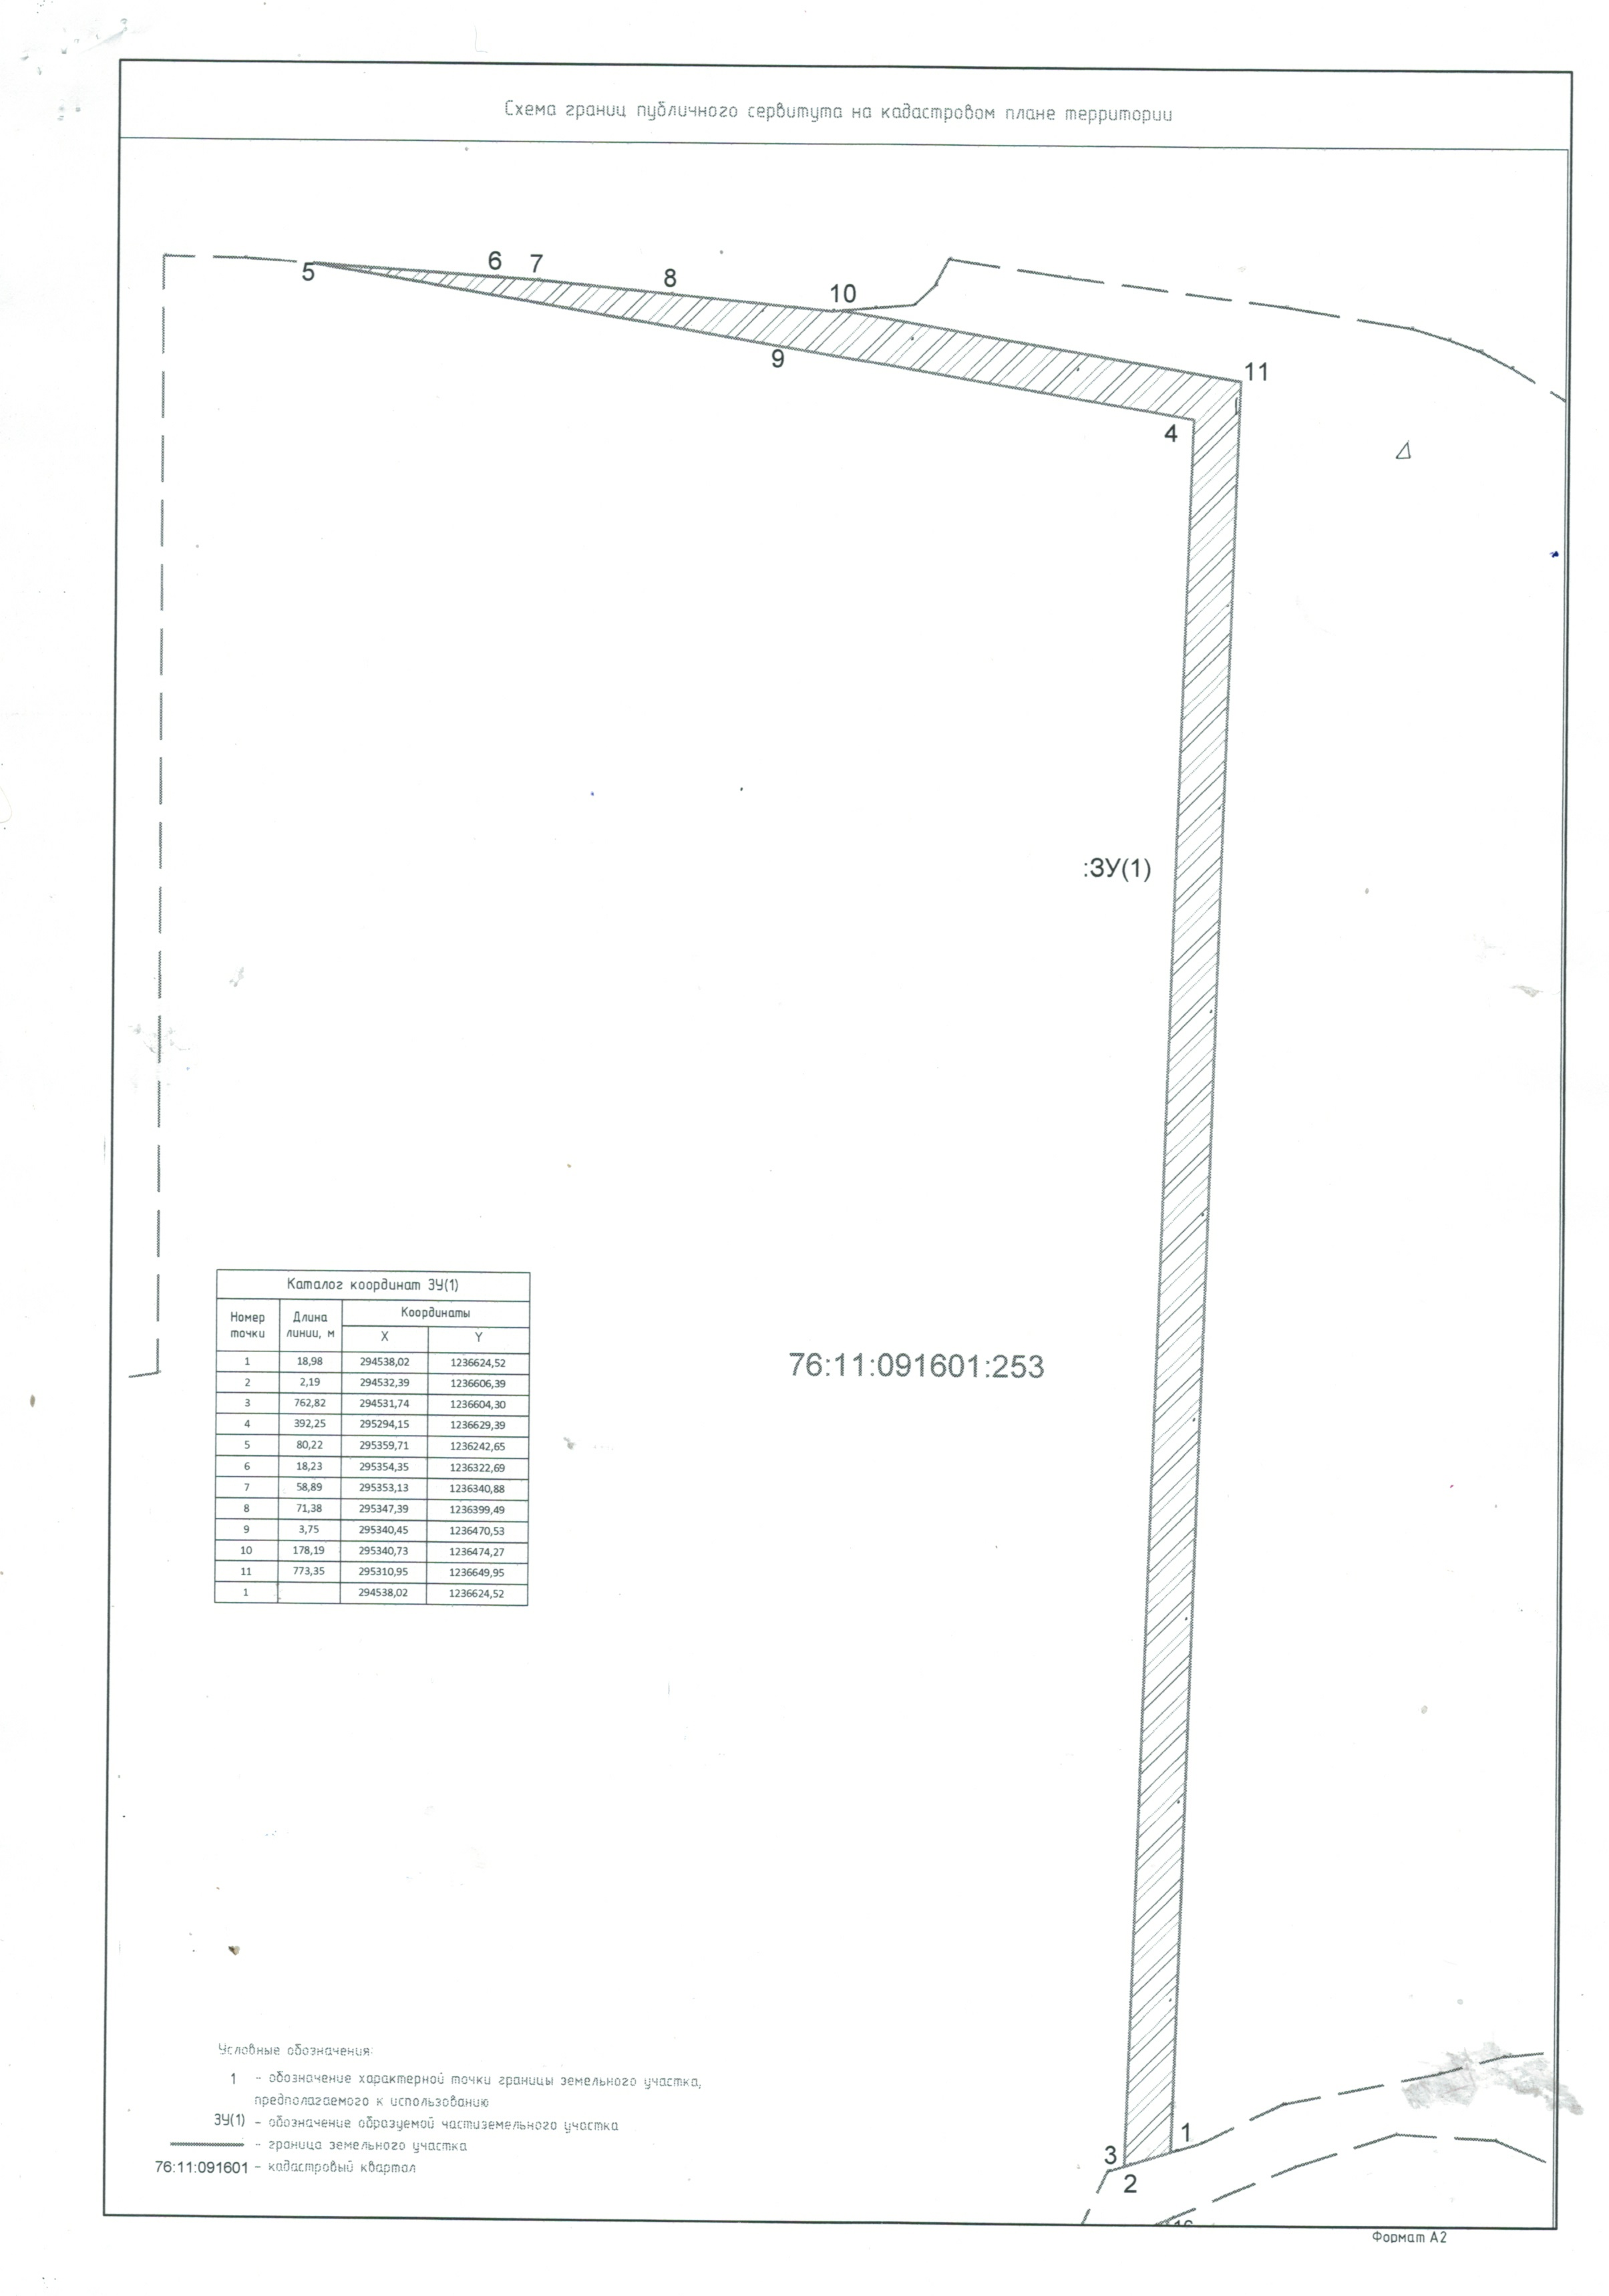 Схема границ публичного сервитута на кадастровом плане территории
5
6
7
8
10
9
11
4
:ЗУ(1)
76:11:091601:253
Каталог координат ЗУ(1)
Номер точки Длина линии, м Координаты
X Y
1 18,98 294538,02 1236624,52
2 2,19 294532,39 1236606,39
3 762,82 294531,74 1236604,30
4 392,25 295294,15 1236629,39
5 80,22 295359,71 1236242,65
6 18,23 295354,35 1236322,69
7 58,89 295353,13 1236340,88
8 71,38 295347,39 1236399,49
9 3,75 295340,45 1236470,53
10 178,19 295340,73 1236474,27
11 773,35 295310,95 1236649,95
1 294538,02 1236624,52
Условные обозначения:
1 - обозначение характерной точки границы земельного участка,
предполагаемого к использованию
ЗУ(1) - обозначение образуемой частиземельного участка
- граница земельного участка
76:11:091601 - кадастровый квартал
1
3
2
Формат А2